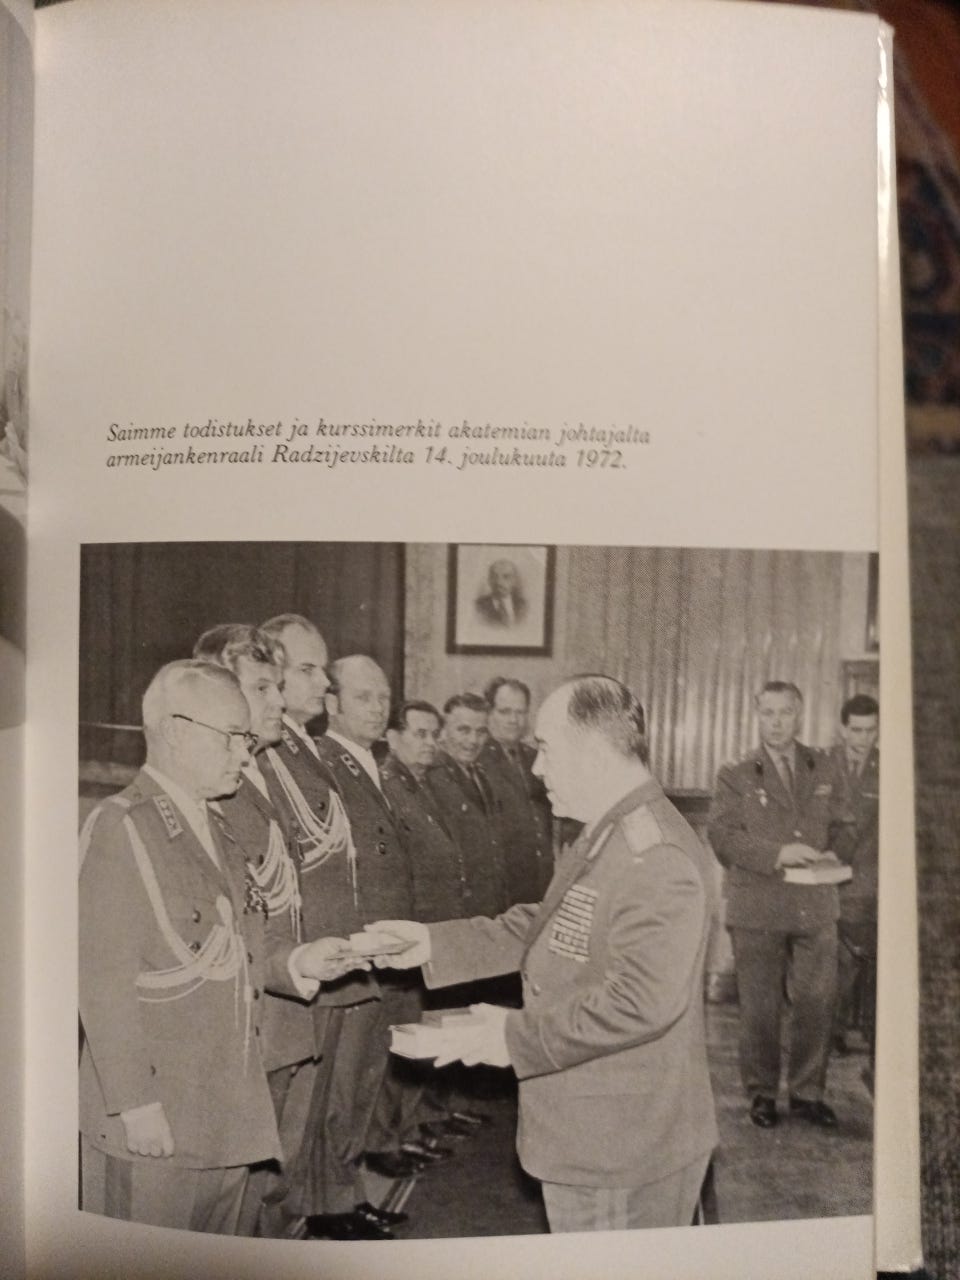 Saimme todistukset ja kurssimerkit akatemian johtajalta
armeijankenraali Radzijevskilta 14. joulukuuta 1972.